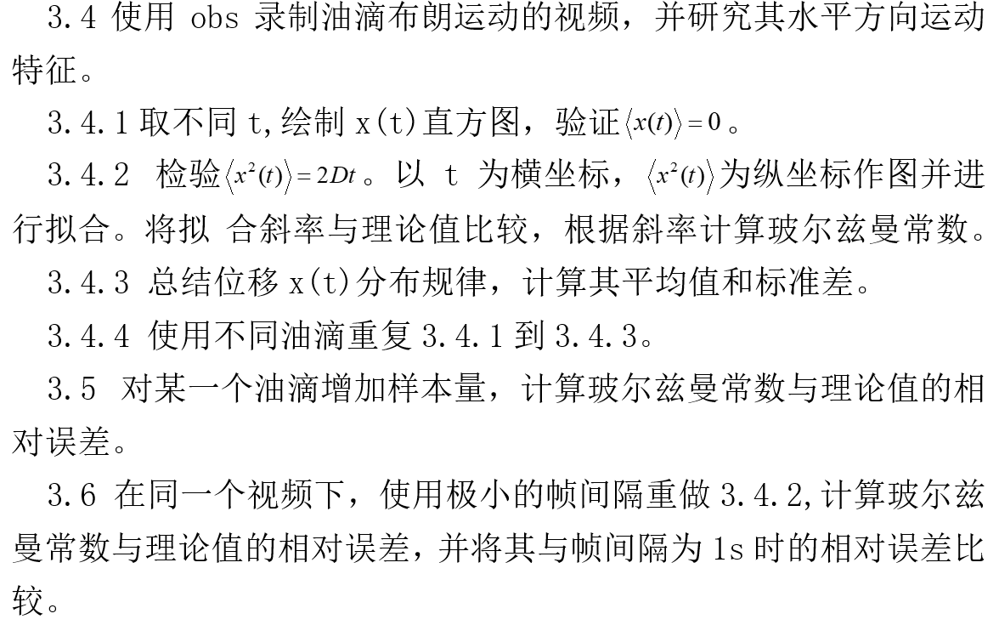 3.4 使用 obs 录制油滴布朗运动的视频，并研究其水平方向运动
特征。
3.4.1取不同t,绘制x(t)直方图，验证⟨x(t)⟩=0。
3.4.2 检验⟨x²(t)⟩=2Dt。以 t 为横坐标，⟨x²(t)⟩为纵坐标作图并进
行拟合。将拟 合斜率与理论值比较，根据斜率计算玻尔兹曼常数。
3.4.3 总结位移x(t)分布规律，计算其平均值和标准差。
3.4.4 使用不同油滴重复3.4.1到3.4.3。
3.5 对某一个油滴增加样本量，计算玻尔兹曼常数与理论值的相
对误差。
3.6 在同一个视频下，使用极小的帧间隔重做3.4.2,计算玻尔兹
曼常数与理论值的相对误差，并将其与帧间隔为1s时的相对误差比
较。